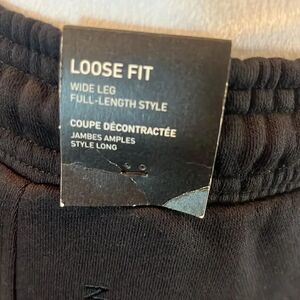 LOOSE FIT
WIDE LEG
FULL-LENGTH STYLE
COUPE DÉCONTRACTÉE
JAMBES AMPLES
STYLE LONG